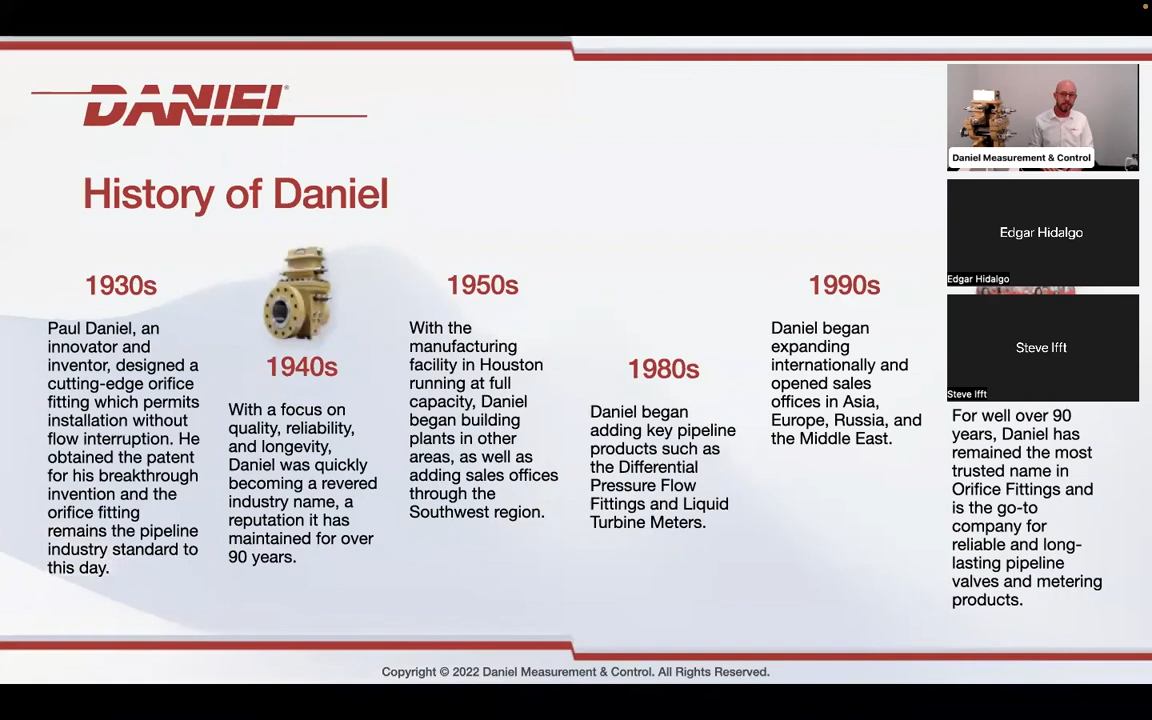 DANIEL®
History of Daniel
1930s
Paul Daniel, an
innovator and
inventor, designed a
cutting-edge orifice
fitting which permits
installation without
flow interruption. He
obtained the patent
for his breakthrough
invention and the
orifice fitting
remains the pipeline
industry standard to
this day.
1940s
With a focus on
quality, reliability,
and longevity,
Daniel was quickly
becoming a revered
industry name, a
reputation it has
maintained for over
90 years.
1950s
With the
manufacturing
facility in Houston
running at full
capacity, Daniel
began building
plants in other
areas, as well as
adding sales offices
through the
Southwest region.
1980s
Daniel began
adding key pipeline
products such as
the Differential
Pressure Flow
Fittings and Liquid
Turbine Meters.
1990s
Daniel began
expanding
internationally and
opened sales
offices in Asia,
Europe, Russia, and
the Middle East.
Daniel Measurement & Control
Edgar Hidalgo
Edgar Hidalgo
Steve Ifft
Steve Ifft
For well over 90
years, Daniel has
remained the most
trusted name in
Orifice Fittings and
is the go-to
company for
reliable and long-
lasting pipeline
valves and metering
products.
Copyright © 2022 Daniel Measurement & Control. All Rights Reserved.